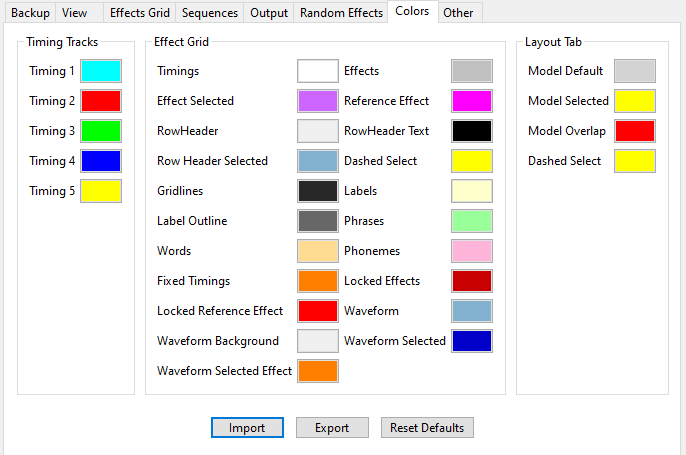 Backup View Effects Grid Sequences Output Random Effects Colors Other
Timing Tracks
Timing 1
Timing 2
Timing 3
Timing 4
Timing 5
Effect Grid
Timings Effects
Effect Selected Reference Effect
RowHeader RowHeader Text
Row Header Selected Dashed Select
Gridlines Labels
Label Outline Phrases
Words Phonemes
Fixed Timings Locked Effects
Locked Reference Effect Waveform
Waveform Background Waveform Selected
Waveform Selected Effect
Layout Tab
Model Default
Model Selected
Model Overlap
Dashed Select
Import Export Reset Defaults